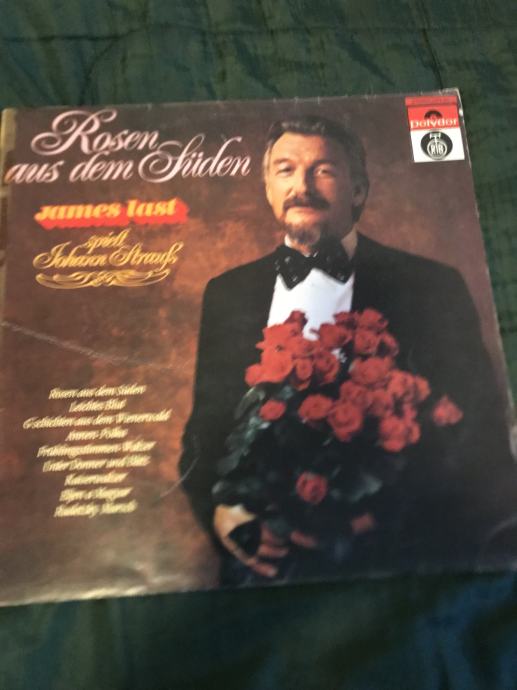 Rosen
aus dem Süden
james last
spielt
Johann Strauß
Polydor
RTB
Rosen aus dem Süden
Leichtes Blut
G'schichten aus dem Wienerwald
Annen-Polka
Frühlingsstimmen-Walzer
Unter Donner und Blitz
Kaiserwalzer
Eljen a Magyar
Radetzky Marsch